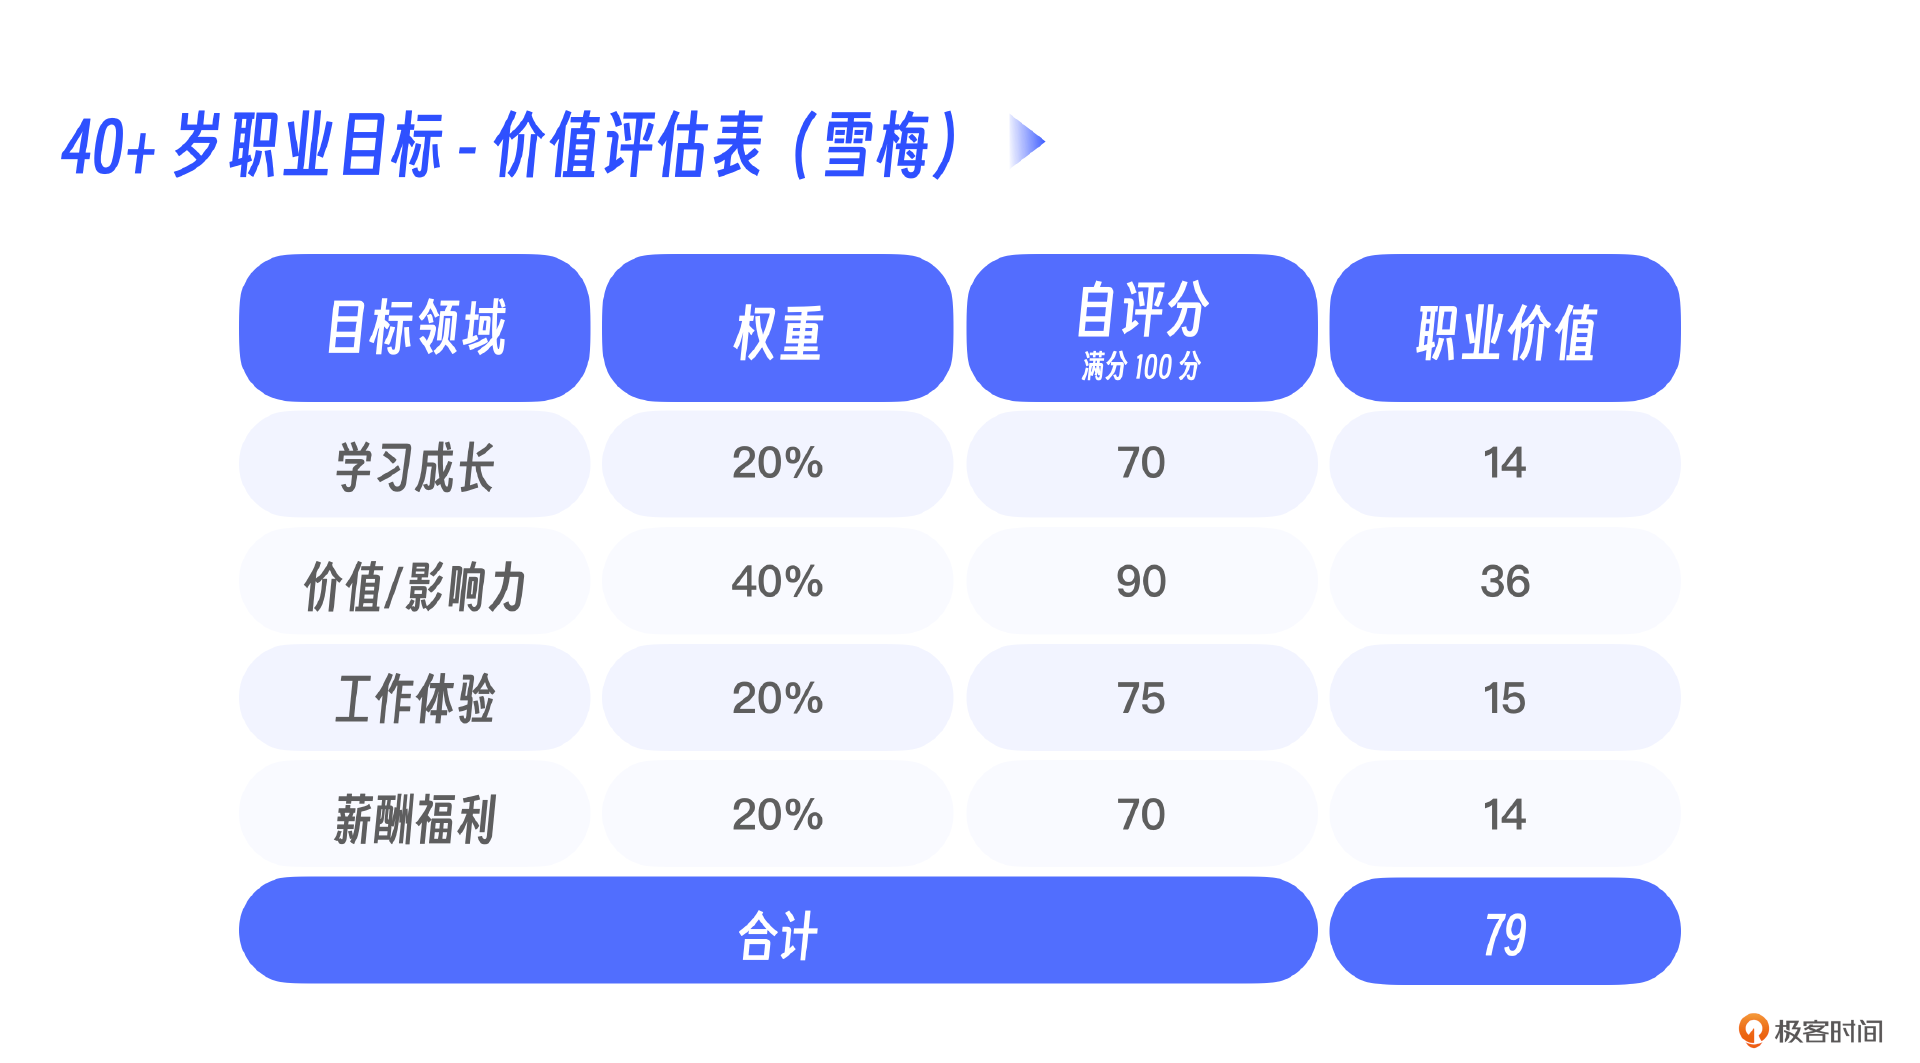 40+ 岁职业目标 - 价值评估表（雪梅）
目标领域 权重 自评分 职业价值
满分 100 分
学习成长 20% 70 14
价值/影响力 40% 90 36
工作体验 20% 75 15
薪酬福利 20% 70 14
合计 79
极客时间